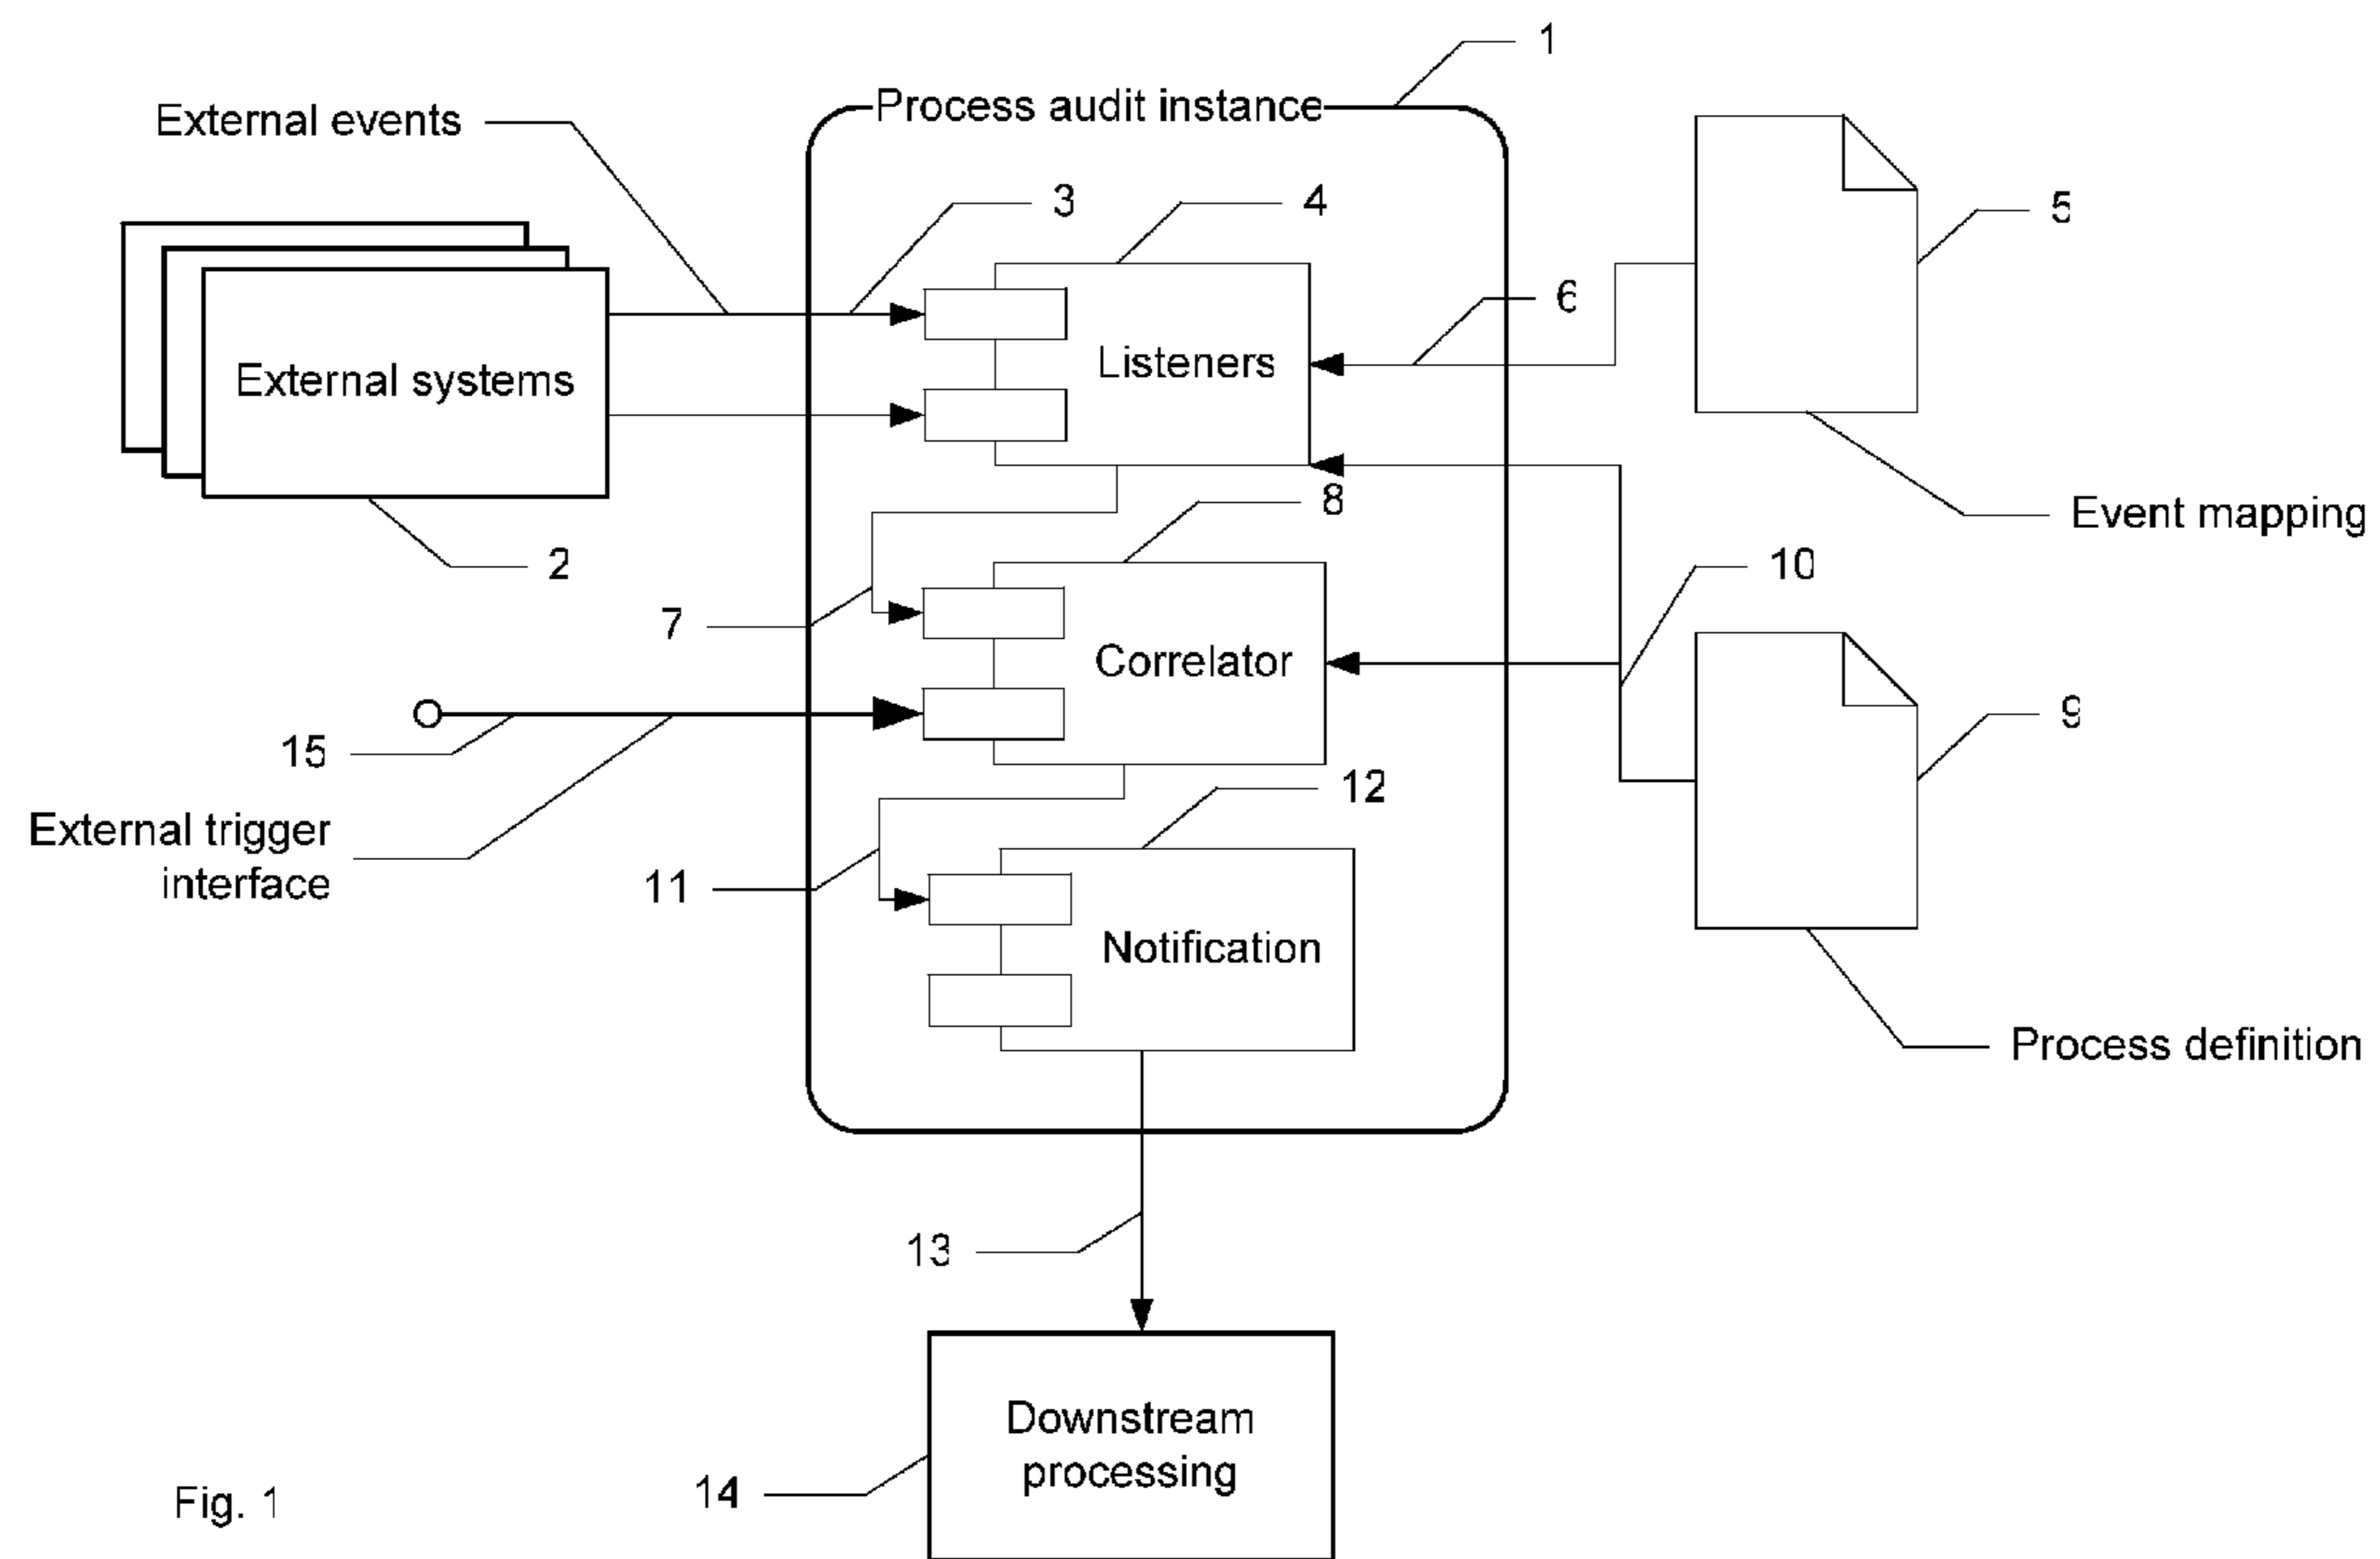 1
Process audit instance
External events
3
4
5
6
Listeners
External systems
8
Event mapping
2
10
7
Correlator
9
15
12
External trigger
interface
11
Notification
Process definition
13
Downstream
processing
14
Fig. 1